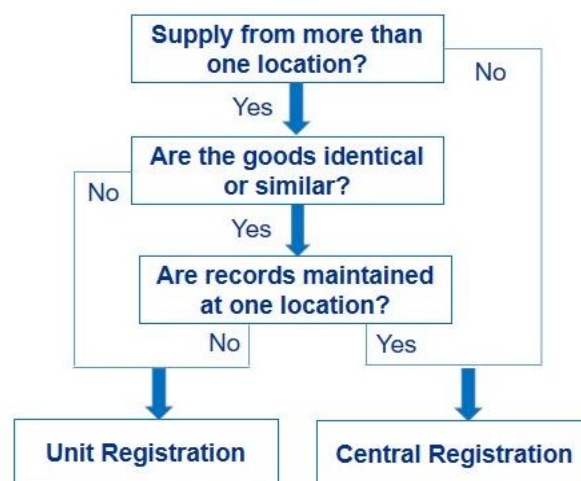 Supply from more than
one location?
No
Yes
Are the goods identical
or similar?
No
Yes
Are records maintained
at one location?
No
Yes
Unit Registration
Central Registration